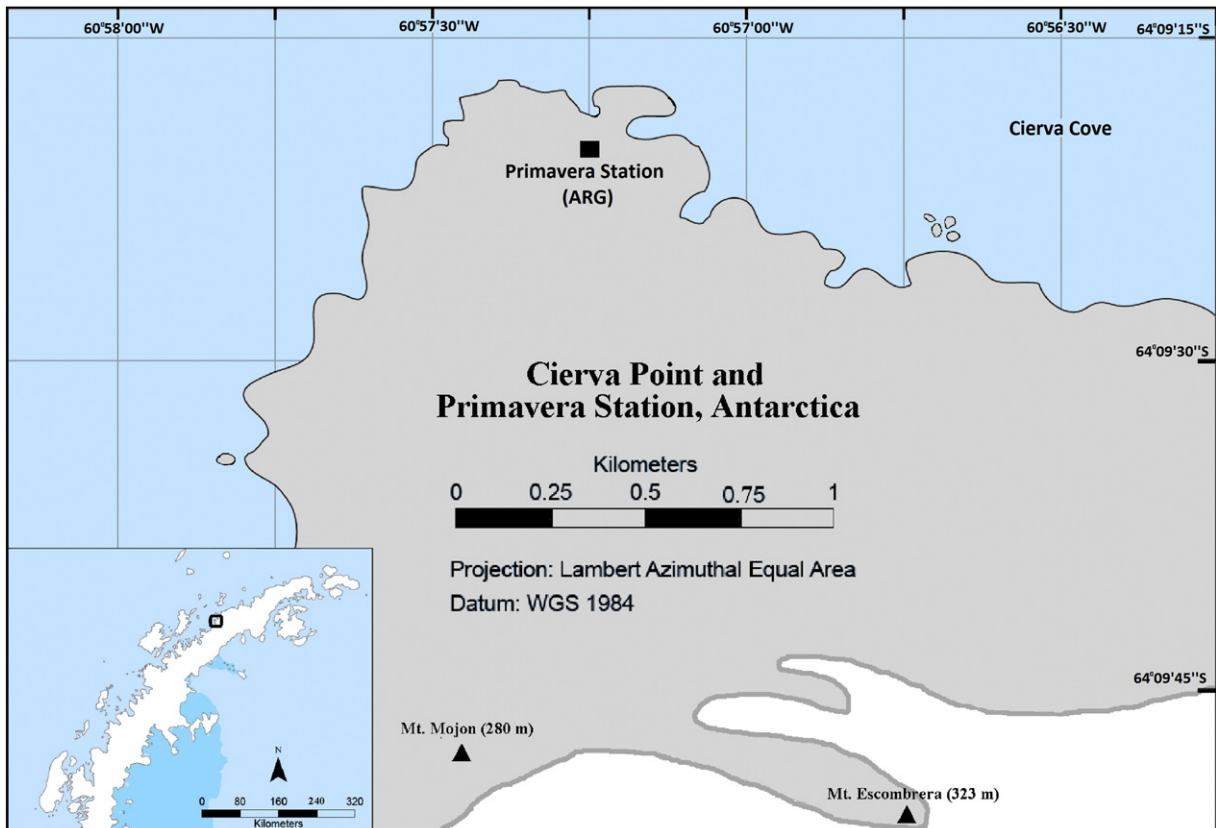 60°58'00''W 60°57'30''W 60°57'00''W 60°56'30''W 64°09'15''S
Cierva Cove
Primavera Station
(ARG)
64°09'30''S
Cierva Point and
Primavera Station, Antarctica
Kilometers
0 0.25 0.5 0.75 1
Projection: Lambert Azimuthal Equal Area
Datum: WGS 1984
64°09'45''S
Mt. Mojon (280 m)
Mt. Escombrera (323 m)
N
0 80 160 240 320
Kilometers